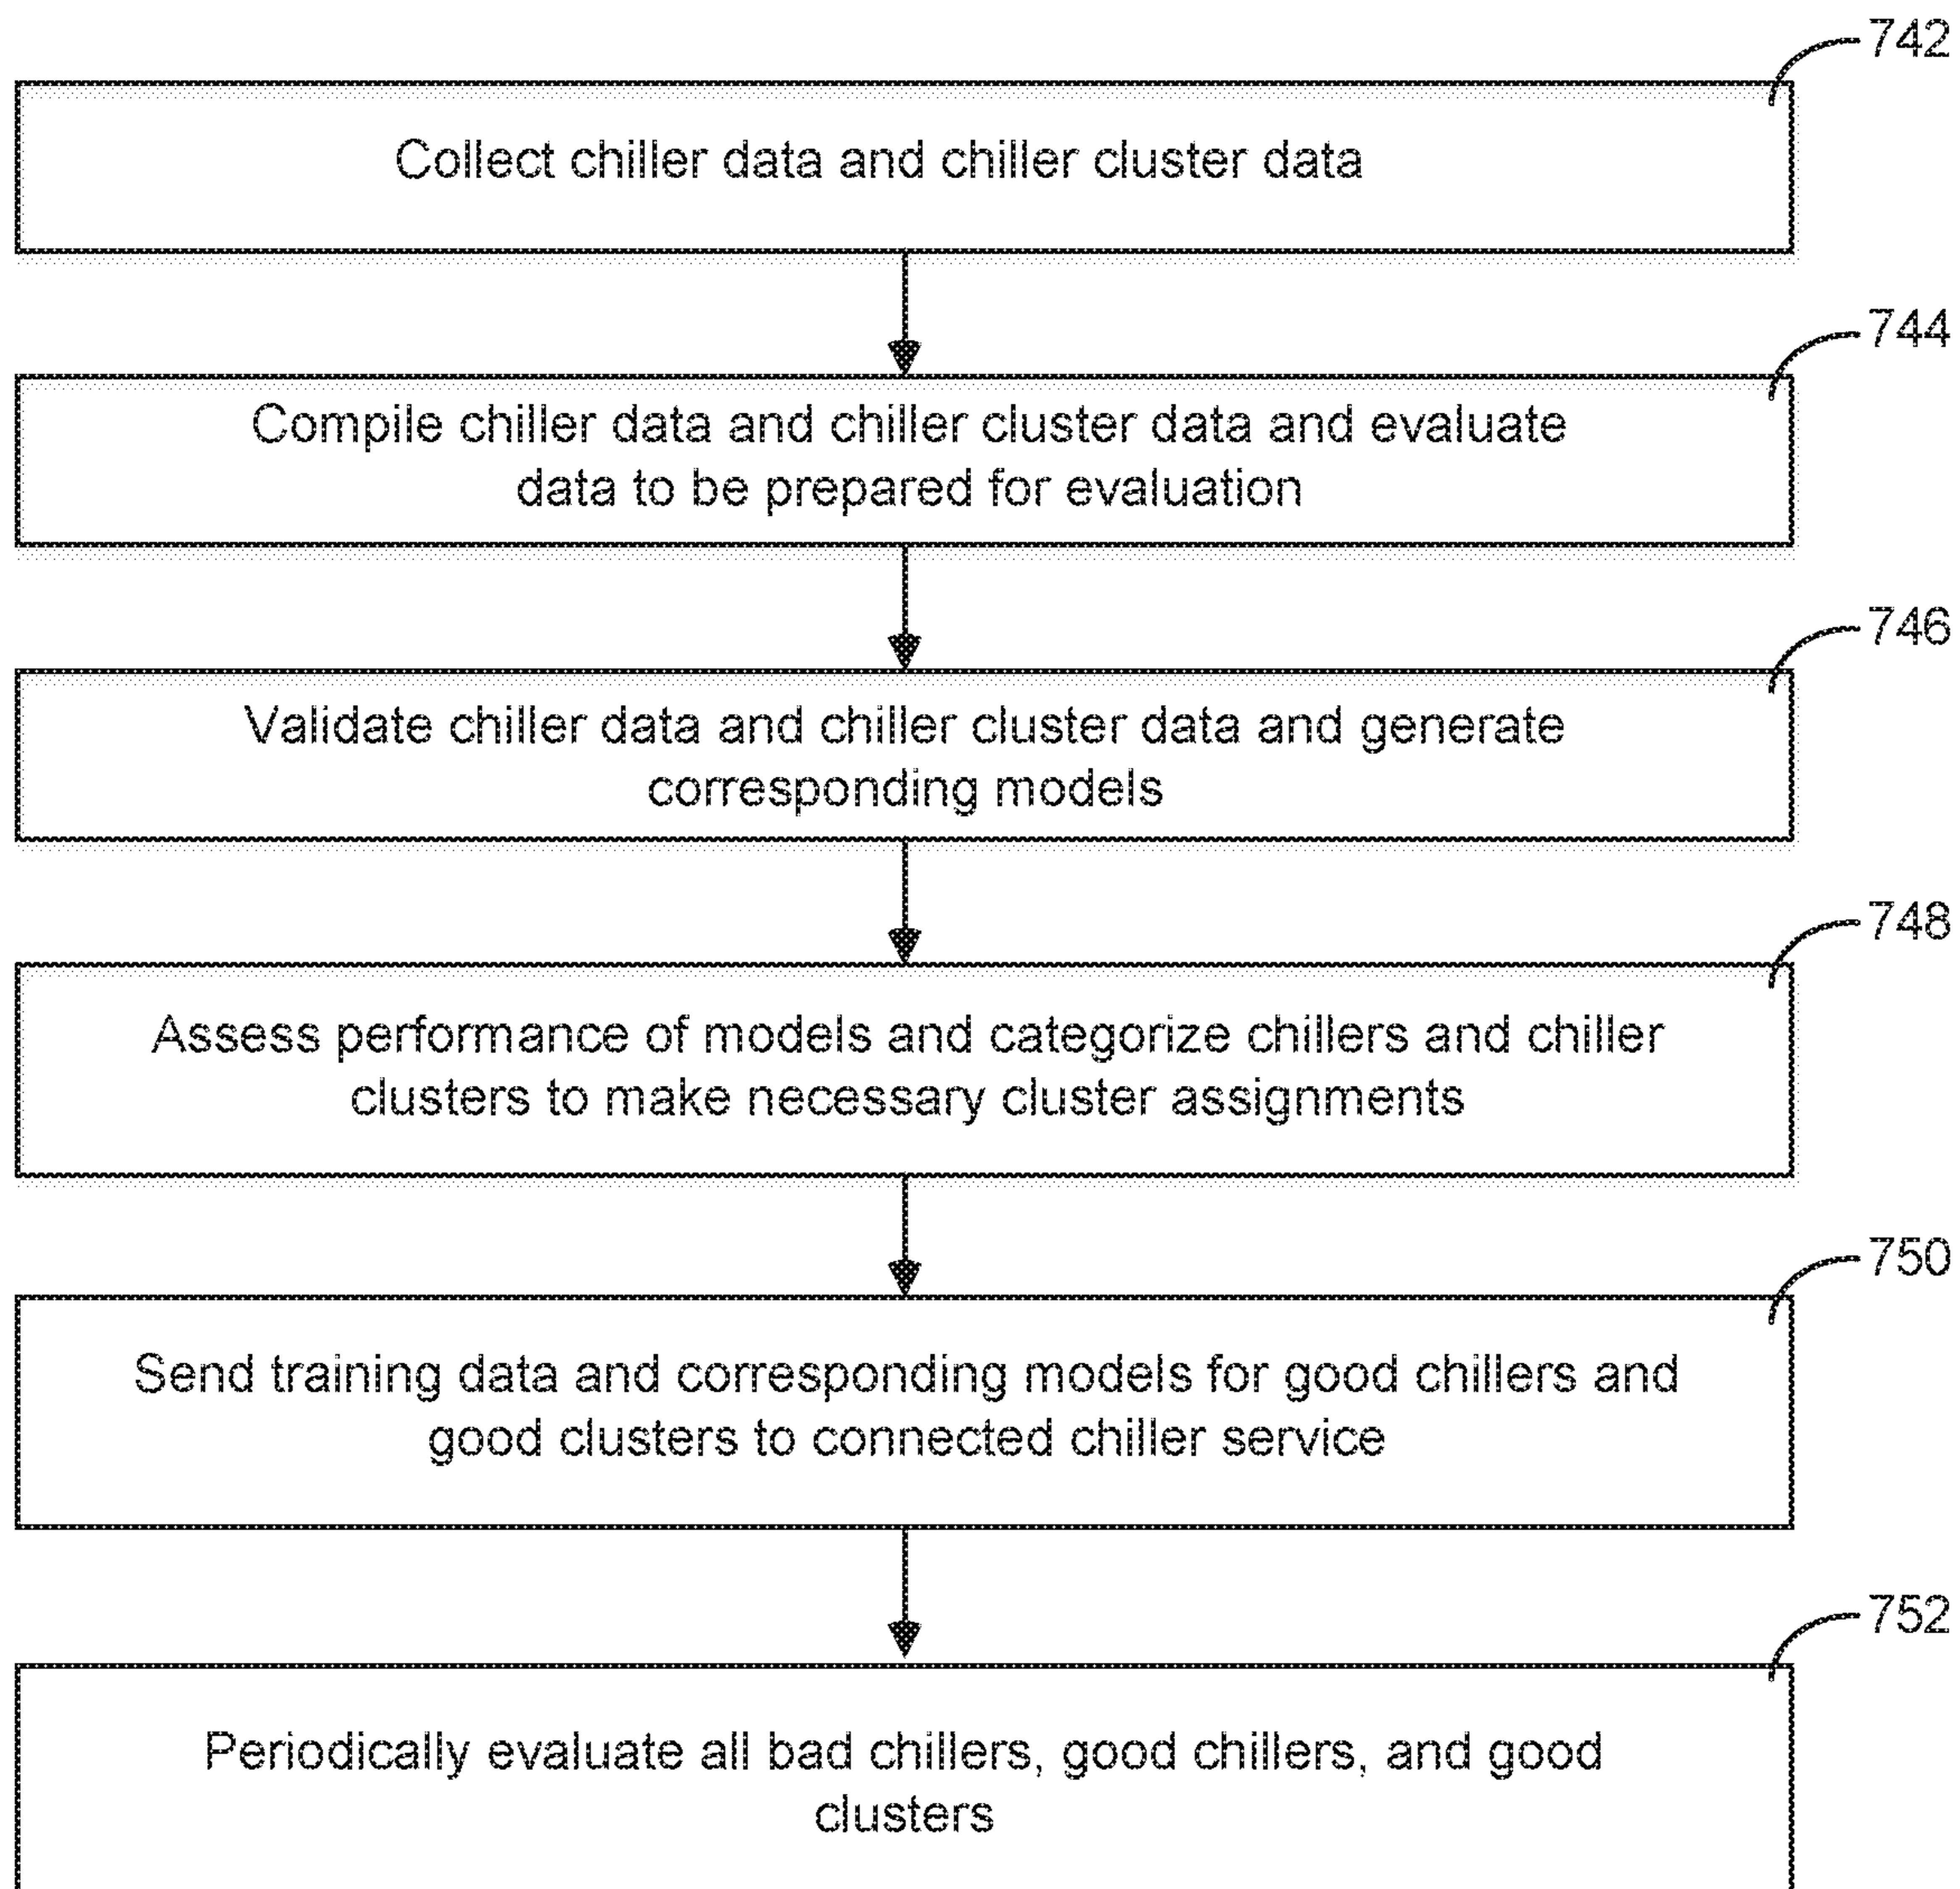 742
Collect chiller data and chiller cluster data
744
Compile chiller data and chiller cluster data and evaluate
data to be prepared for evaluation
746
Validate chiller data and chiller cluster data and generate
corresponding models
748
Assess performance of models and categorize chillers and chiller
clusters to make necessary cluster assignments
750
Send training data and corresponding models for good chillers and
good clusters to connected chiller service
752
Periodically evaluate all bad chillers, good chillers, and good
clusters